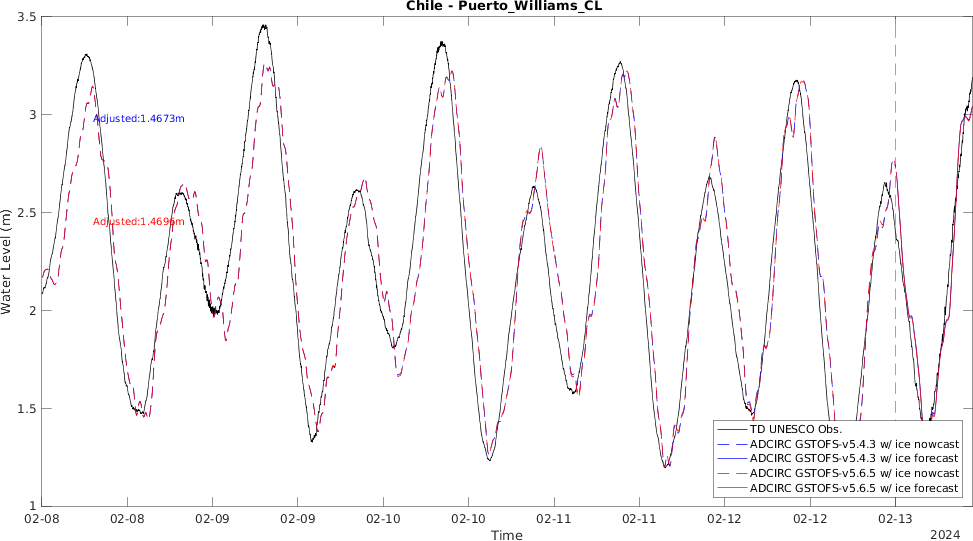 Chile - Puerto_Williams_CL
3.5
3
2.5
2
1.5
1
Water Level (m)
Adjusted:1.4673m
Adjusted:1.4696m
TD UNESCO Obs.
ADCIRC GSTOFS-v5.4.3 w/ ice nowcast
ADCIRC GSTOFS-v5.4.3 w/ ice forecast
ADCIRC GSTOFS-v5.6.5 w/ ice nowcast
ADCIRC GSTOFS-v5.6.5 w/ ice forecast
02-08 02-08 02-09 02-09 02-10 02-10 02-11 02-11 02-12 02-12 02-13
Time
2024